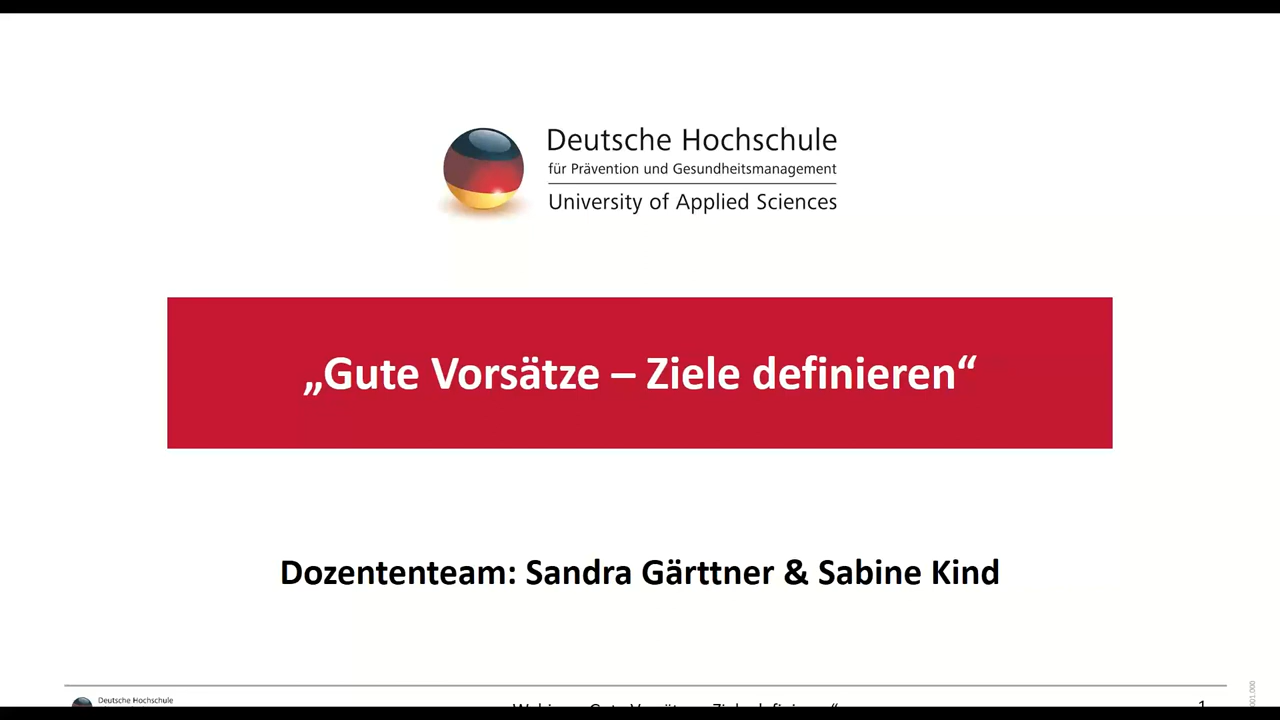 Deutsche Hochschule
für Prävention und Gesundheitsmanagement
University of Applied Sciences
„Gute Vorsätze – Ziele definieren“
Dozententeam: Sandra Gärttner & Sabine Kind
Deutsche Hochschule
1